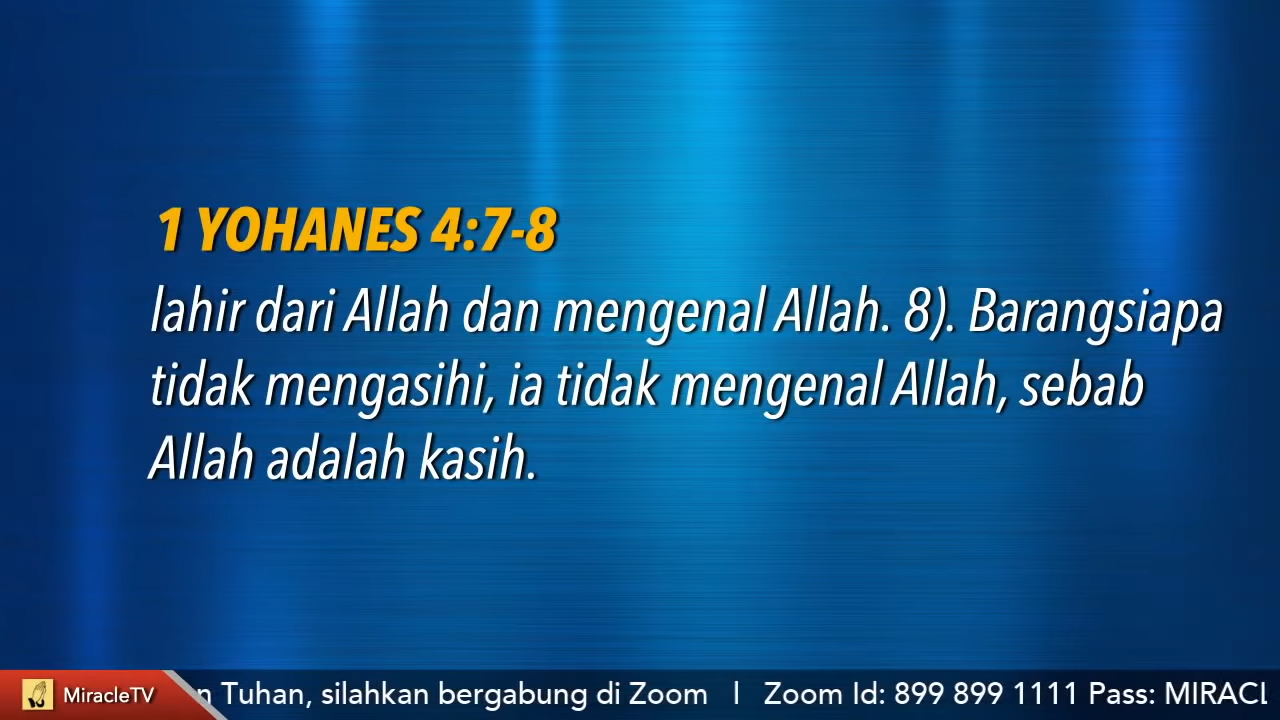 1 YOHANES 4:7-8
lahir dari Allah dan mengenal Allah. 8). Barangsiapa
tidak mengasihi, ia tidak mengenal Allah, sebab
Allah adalah kasih.
MiracleTV
Tuhan, silahkan bergabung di Zoom | Zoom Id: 899 899 1111 Pass: